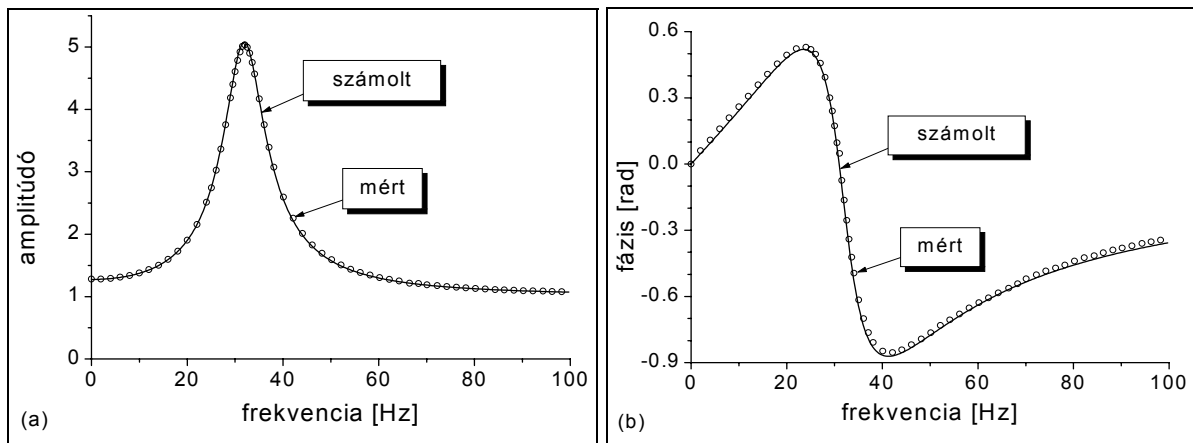 5
4
3
2
1
0
amplitúdó
számolt
mért
0 20 40 60 80 100
frekvencia [Hz]
(a)
0.6
0.3
0.0
-0.3
-0.6
-0.9
fázis [rad]
számolt
mért
0 20 40 60 80 100
frekvencia [Hz]
(b)